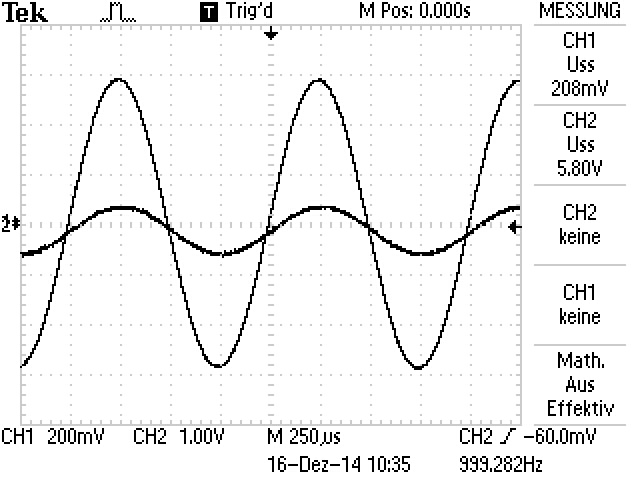 Tek T Trig'd M Pos: 0.000s MESSUNG
CH1
Uss
208mV
CH2
Uss
5.80V
CH2
keine
CH1
keine
Math.
Aus
Effektiv
CH1 200mV CH2 1.00V M 250µs CH2 -60.0mV
16-Dez-14 10:35 999.282Hz